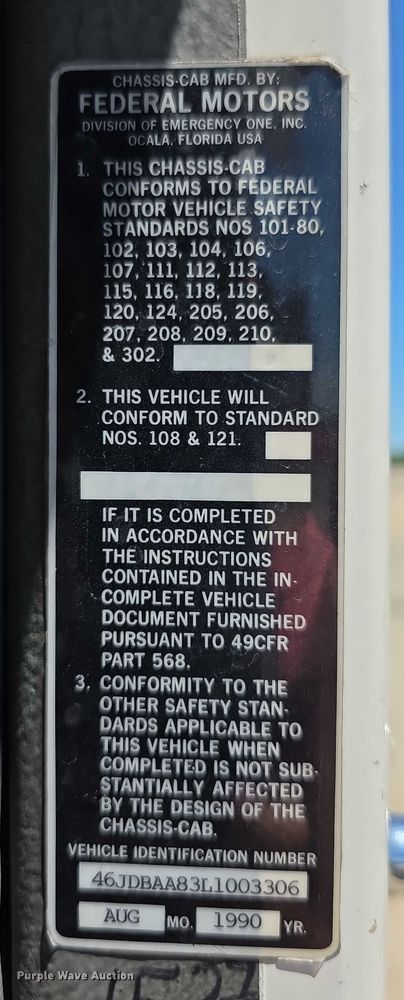 CHASSIS-CAB MFD. BY:
FEDERAL MOTORS
DIVISION OF EMERGENCY ONE, INC.
OCALA, FLORIDA USA
1. THIS CHASSIS-CAB
CONFORMS TO FEDERAL
MOTOR VEHICLE SAFETY
STANDARDS NOS 101-80,
102, 103, 104, 106,
107, 111, 112, 113,
115, 116, 118, 119,
120, 124, 205, 206,
207, 208, 209, 210,
& 302.
2. THIS VEHICLE WILL
CONFORM TO STANDARD
NOS. 108 & 121.
IF IT IS COMPLETED
IN ACCORDANCE WITH
THE INSTRUCTIONS
CONTAINED IN THE IN-
COMPLETE VEHICLE
DOCUMENT FURNISHED
PURSUANT TO 49CFR
PART 568.
3. CONFORMITY TO THE
OTHER SAFETY STAN-
DARDS APPLICABLE TO
THIS VEHICLE WHEN
COMPLETED IS NOT SUB-
STANTIALLY AFFECTED
BY THE DESIGN OF THE
CHASSIS-CAB.
VEHICLE IDENTIFICATION NUMBER
46JDBAA83L1003306
AUG MO. 1990 YR.
Purple Wave Auction